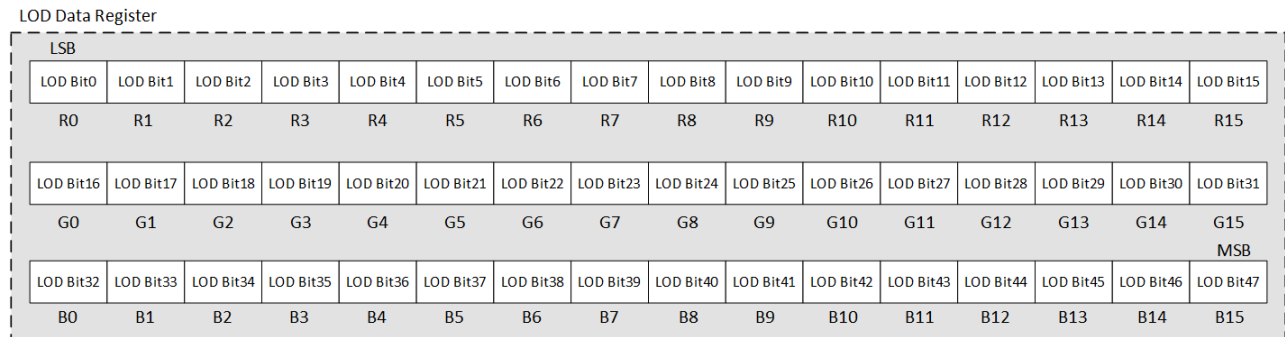 LOD Data Register
LSB
LOD Bit0 LOD Bit1 LOD Bit2 LOD Bit3 LOD Bit4 LOD Bit5 LOD Bit6 LOD Bit7 LOD Bit8 LOD Bit9 LOD Bit10 LOD Bit11 LOD Bit12 LOD Bit13 LOD Bit14 LOD Bit15
R0 R1 R2 R3 R4 R5 R6 R7 R8 R9 R10 R11 R12 R13 R14 R15
LOD Bit16 LOD Bit17 LOD Bit18 LOD Bit19 LOD Bit20 LOD Bit21 LOD Bit22 LOD Bit23 LOD Bit24 LOD Bit25 LOD Bit26 LOD Bit27 LOD Bit28 LOD Bit29 LOD Bit30 LOD Bit31
G0 G1 G2 G3 G4 G5 G6 G7 G8 G9 G10 G11 G12 G13 G14 G15
MSB
LOD Bit32 LOD Bit33 LOD Bit34 LOD Bit35 LOD Bit36 LOD Bit37 LOD Bit38 LOD Bit39 LOD Bit40 LOD Bit41 LOD Bit42 LOD Bit43 LOD Bit44 LOD Bit45 LOD Bit46 LOD Bit47
B0 B1 B2 B3 B4 B5 B6 B7 B8 B9 B10 B11 B12 B13 B14 B15